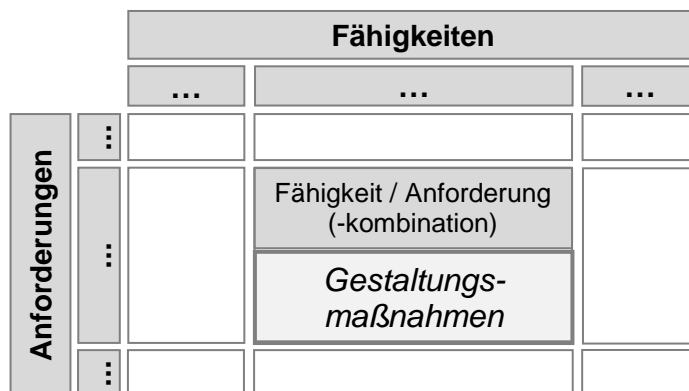 Fähigkeiten
... ... ...
Anforderungen
...
...
...
Fähigkeit / Anforderung
(-kombination)
Gestaltungs-
maßnahmen